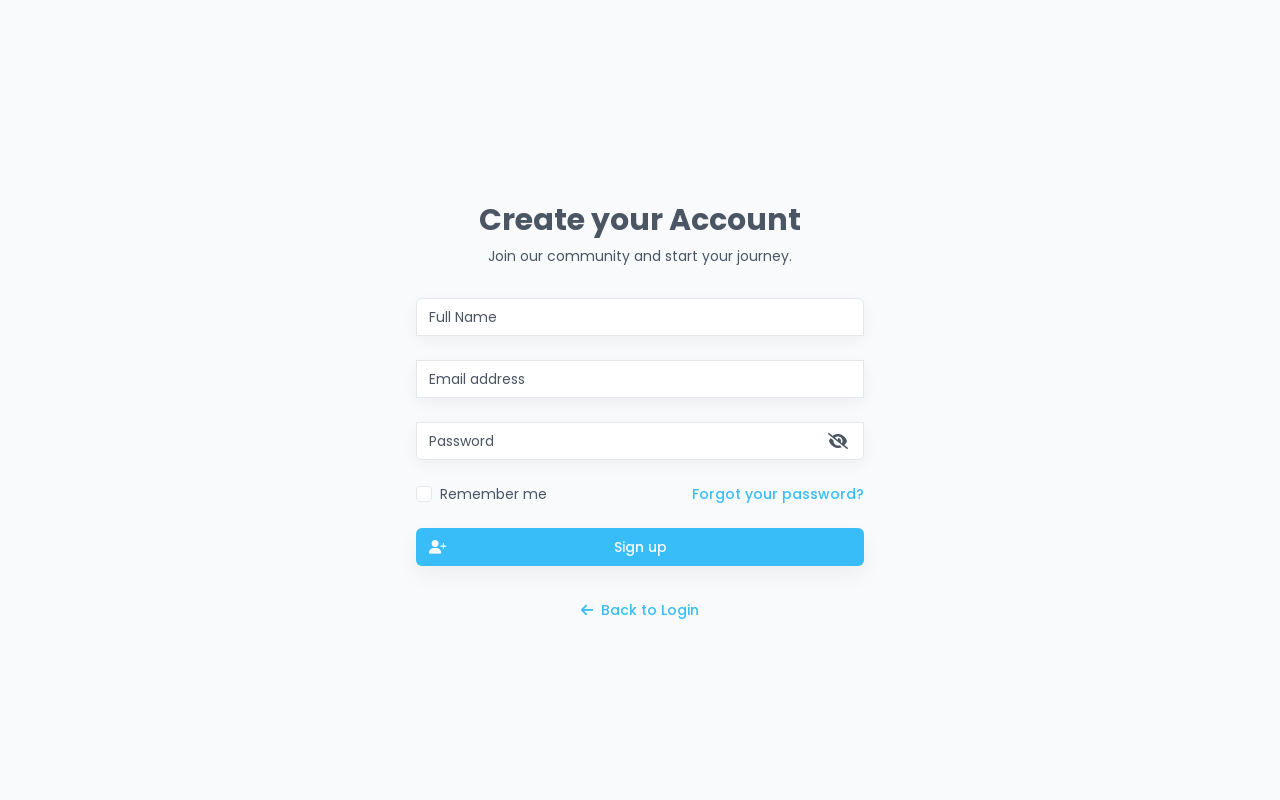 Create your Account
Join our community and start your journey.
Full Name
Email address
Password
Remember me
Forgot your password?
Sign up
Back to Login